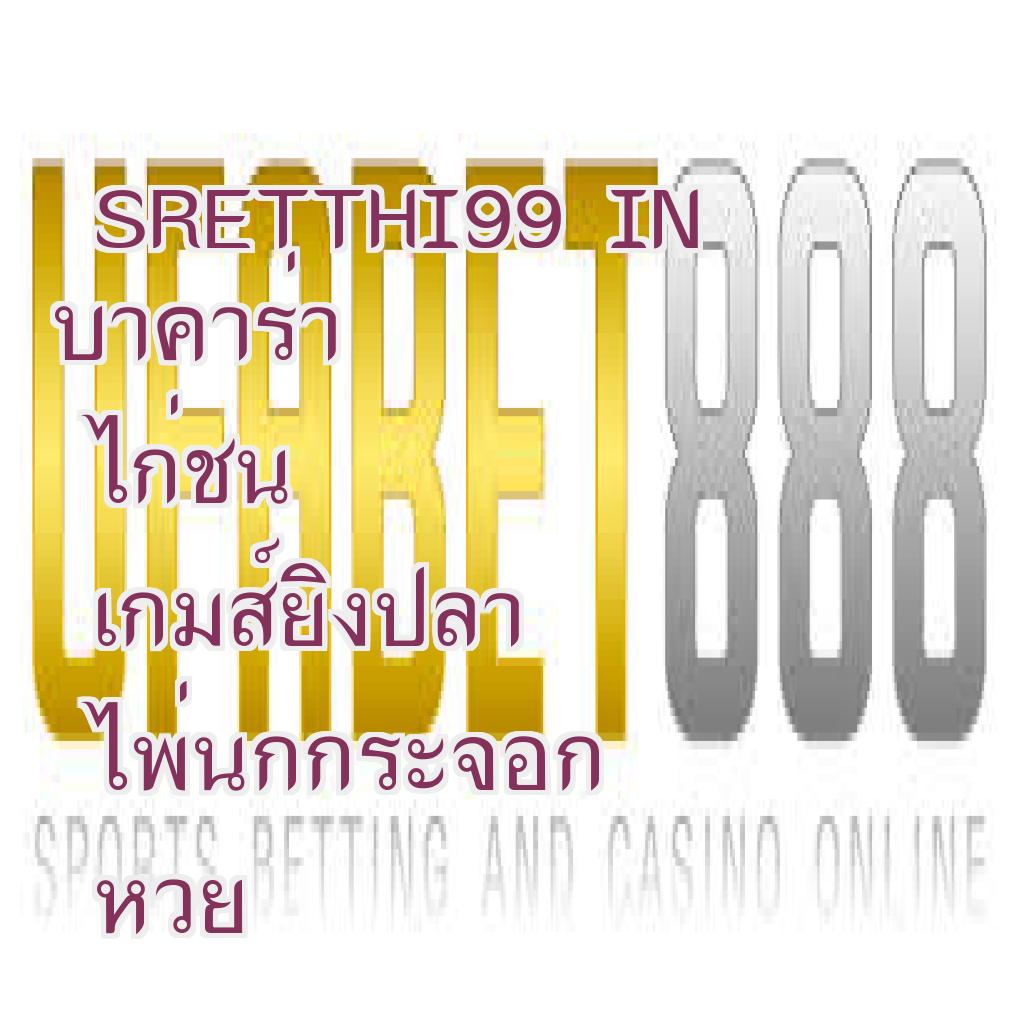 UFABET888
SRETTHI99 IN
บาคาร่า
ไก่ชน
เกมส์ยิงปลา
ไพ่นกกระจอก
SPORTS BETTING AND CASINO ONLINE
หวย